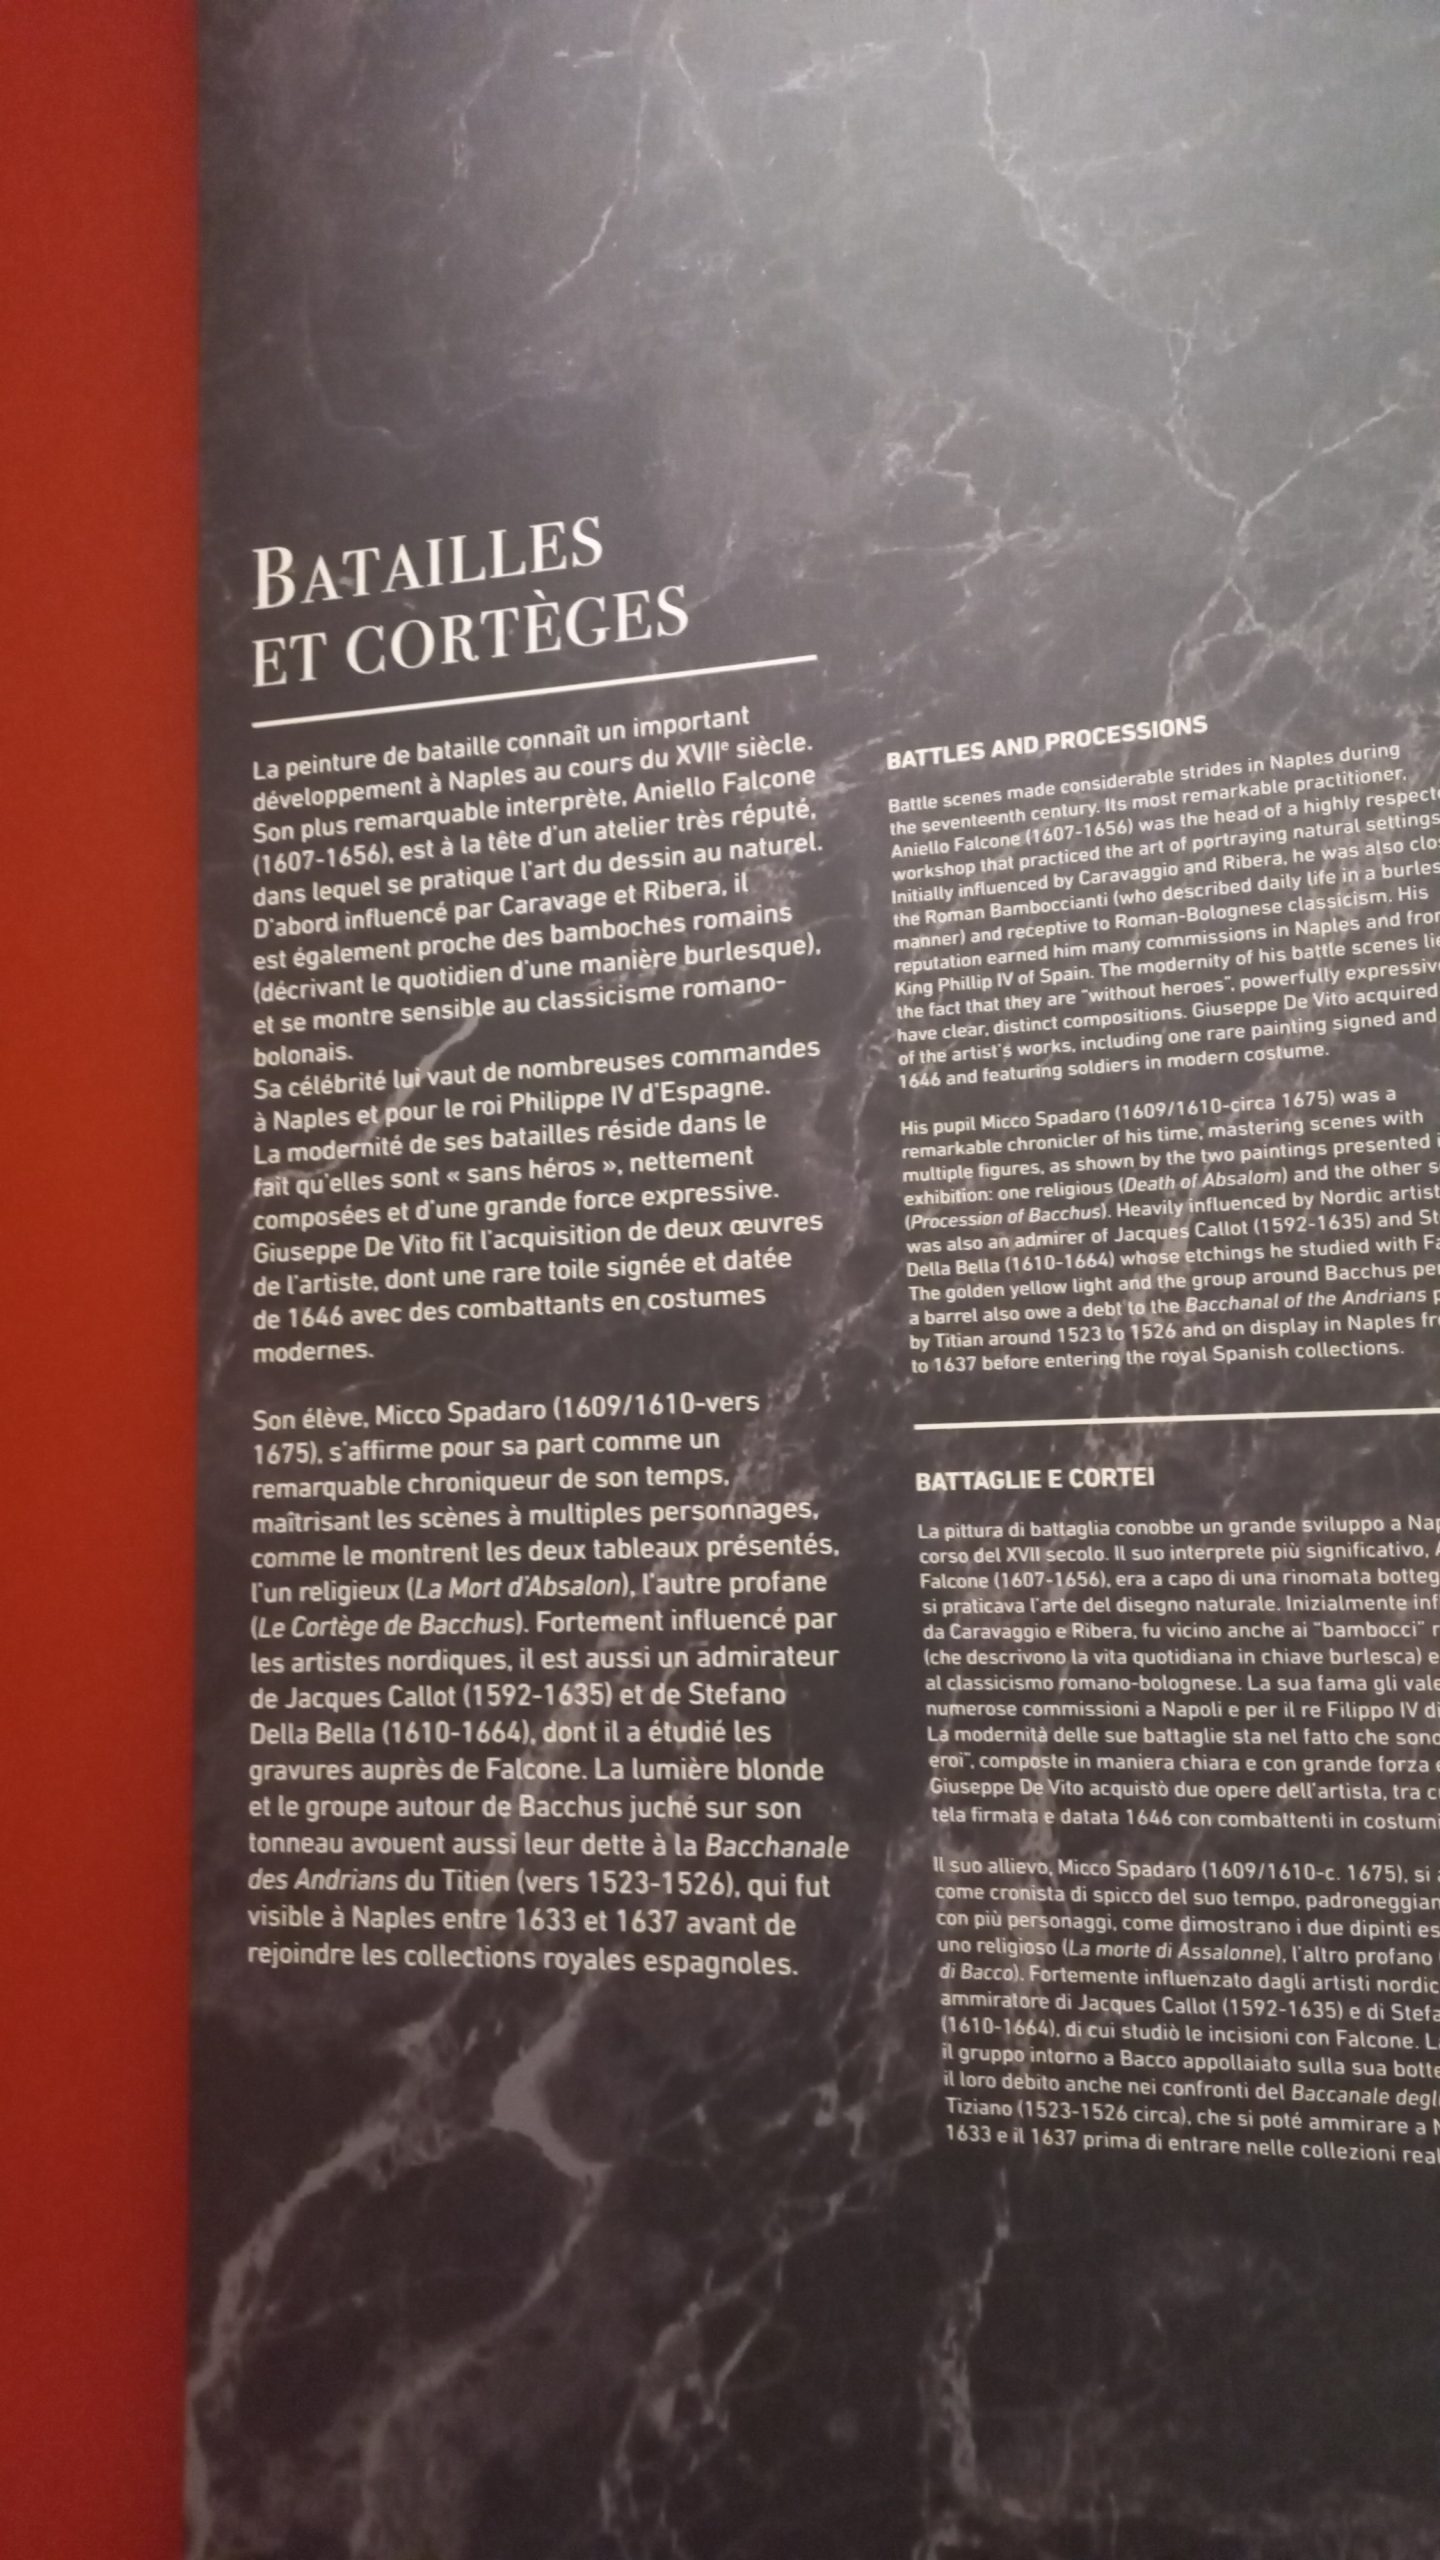 BATAILLES
ET CORTÈGES
La peinture de bataille connaît un important
développement à Naples au cours du XVIIe siècle.
Son plus remarquable interprète, Aniello Falcone
(1607-1656), est à la tête d'un atelier très réputé,
dans lequel se pratique l'art du dessin au naturel.
D'abord influencé par Caravage et Ribera, il
est également proche des bamboches romains
(décrivant le quotidien d'une manière burlesque),
et se montre sensible au classicisme romano-
bolonais.
Sa célébrité lui vaut de nombreuses commandes
à Naples et pour le roi Philippe IV d'Espagne.
La modernité de ses batailles réside dans le
fait qu'elles sont « sans héros », nettement
composées et d'une grande force expressive.
Giuseppe De Vito fit l'acquisition de deux œuvres
de l'artiste, dont une rare toile signée et datée
de 1646 avec des combattants en costumes
modernes.
Son élève, Micco Spadaro (1609/1610-vers
1675), s'affirme pour sa part comme un
remarquable chroniqueur de son temps,
maîtrisant les scènes à multiples personnages,
comme le montrent les deux tableaux présentés,
l'un religieux (La Mort d'Absalon), l'autre profane
(Le Cortège de Bacchus). Fortement influencé par
les artistes nordiques, il est aussi un admirateur
de Jacques Callot (1592-1635) et de Stefano
Della Bella (1610-1664), dont il a étudié les
gravures auprès de Falcone. La lumière blonde
et le groupe autour de Bacchus juché sur son
tonneau avouent aussi leur dette à la Bacchanale
des Andrians du Titien (vers 1523-1526), qui fut
visible à Naples entre 1633 et 1637 avant de
rejoindre les collections royales espagnoles.
BATTLES AND PROCESSIONS
Battle scenes made considerable strides in Naples during
the seventeenth century. Its most remarkable practitioner,
Aniello Falcone (1607-1656) was the head of a highly respecte
workshop that practiced the art of portraying natural settings
Initially influenced by Caravaggio and Ribera, he was also clo
the Roman Bamboccianti (who described daily life in a burles
manner) and receptive to Roman-Bolognese classicism. His
reputation earned him many commissions in Naples and from
King Phillip IV of Spain. The modernity of his battle scenes lie
the fact that they are "without heroes", powerfully expressive
have clear, distinct compositions. Giuseppe De Vito acquired
of the artist's works, including one rare painting signed and
1646 and featuring soldiers in modern costume.
His pupil Micco Spadaro (1609/1610-circa 1675) was a
remarkable chronicler of his time, mastering scenes with
multiple figures, as shown by the two paintings presented i
exhibition: one religious (Death of Absalom) and the other s
(Procession of Bacchus). Heavily influenced by Nordic artist
was also an admirer of Jacques Callot (1592-1635) and St
Della Bella (1610-1664) whose etchings he studied with Fa
The golden yellow light and the group around Bacchus per
a barrel also owe a debt to the Bacchanal of the Andrians p
by Titian around 1523 to 1526 and on display in Naples fr
to 1637 before entering the royal Spanish collections.
BATTAGLIE E CORTEI
La pittura di battaglia conobbe un grande sviluppo a Nap
corso del XVII secolo. Il suo interprete più significativo, A
Falcone (1607-1656), era a capo di una rinomata botteg
si praticava l'arte del disegno naturale. Inizialmente infl
da Caravaggio e Ribera, fu vicino anche ai "bambocci" r
(che descrivono la vita quotidiana in chiave burlesca) e
al classicismo romano-bolognese. La sua fama gli vale
numerose commissioni a Napoli e per il re Filippo IV di
La modernità delle sue battaglie sta nel fatto che sono
eroi", composte in maniera chiara e con grande forza e
Giuseppe De Vito acquistò due opere dell'artista, tra cu
tela firmata e datata 1646 con combattenti in costumi
Il suo allievo, Micco Spadaro (1609/1610-c. 1675), si a
come cronista di spicco del suo tempo, padroneggian
con più personaggi, come dimostrano i due dipinti es
uno religioso (La morte di Assalonne), l'altro profano
di Bacco). Fortemente influenzato dagli artisti nordic
ammiratore di Jacques Callot (1592-1635) e di Stefa
(1610-1664), di cui studiò le incisioni con Falcone. La
il gruppo intorno a Bacco appollaiato sulla sua botte
il loro debito anche nei confronti del Baccanale degli
Tiziano (1523-1526 circa), che si poté ammirare a N
1633 e il 1637 prima di entrare nelle collezioni real